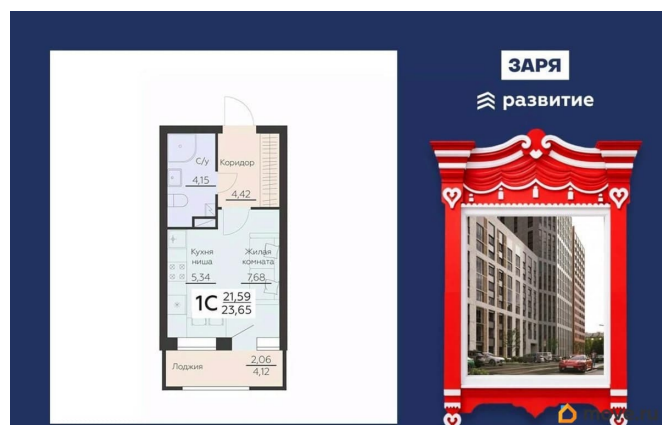 ЗАРЯ
развитие
С/у
4,15
Коридор
4,42
Кухня
ниша
5,34
Жилая
комната
7,68
1С 21,59
23,65
Лоджия
2,06
4,12